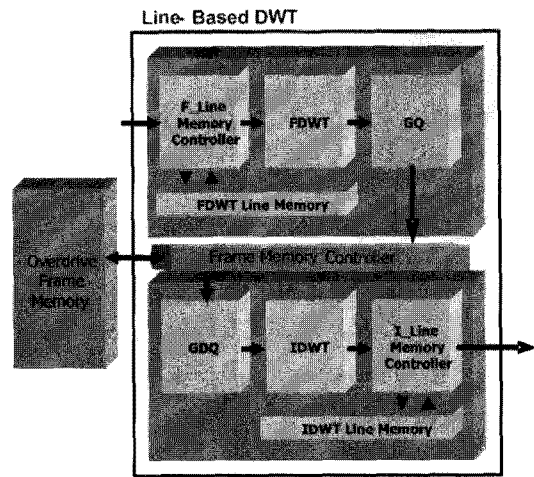 Line- Based DWT
F_Line
Memory
Controller
FDWT
GQ
FDWT Line Memory
Overdrive
Frame
Memory
Frame Memory Controller
GDQ
IDWT
I_Line
Memory
Controller
IDWT Line Memory